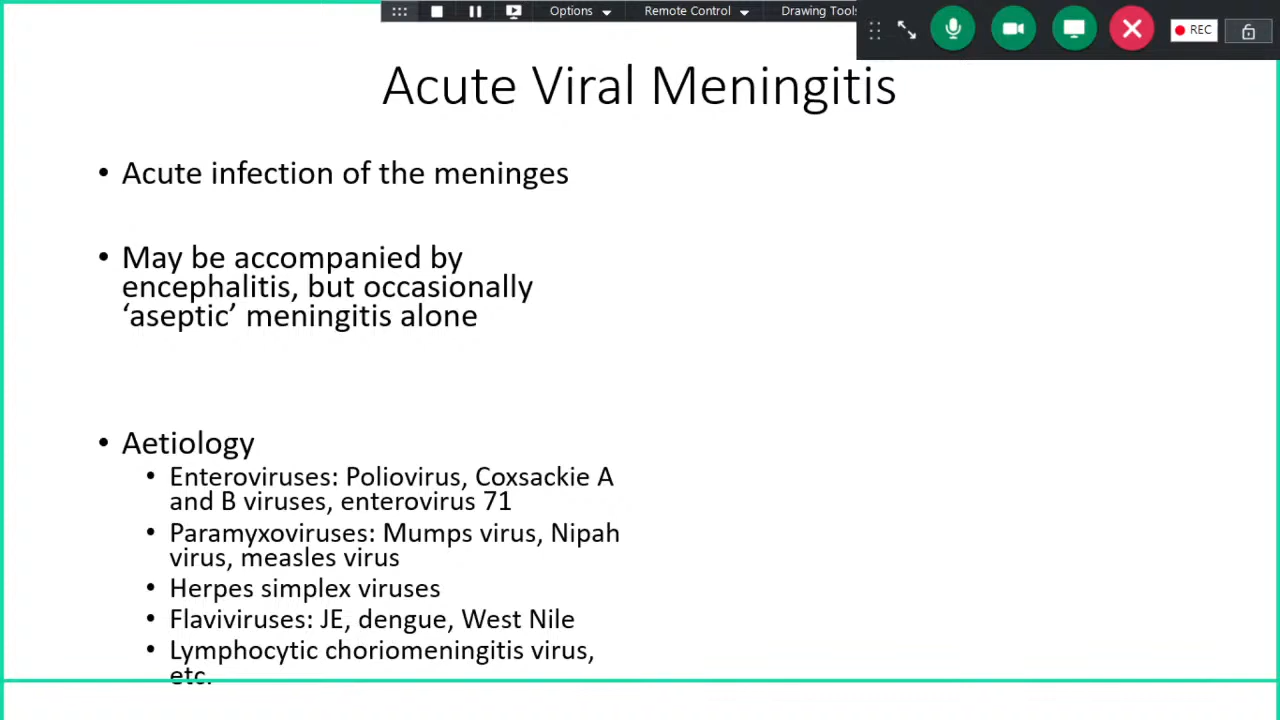 Options
Remote Control
Drawing Tools
REC
Acute Viral Meningitis
• Acute infection of the meninges
• May be accompanied by
encephalitis, but occasionally
‘aseptic’ meningitis alone
• Aetiology
• Enteroviruses: Poliovirus, Coxsackie A
and B viruses, enterovirus 71
• Paramyxoviruses: Mumps virus, Nipah
virus, measles virus
• Herpes simplex viruses
• Flaviviruses: JE, dengue, West Nile
• Lymphocytic choriomeningitis virus,
etc.